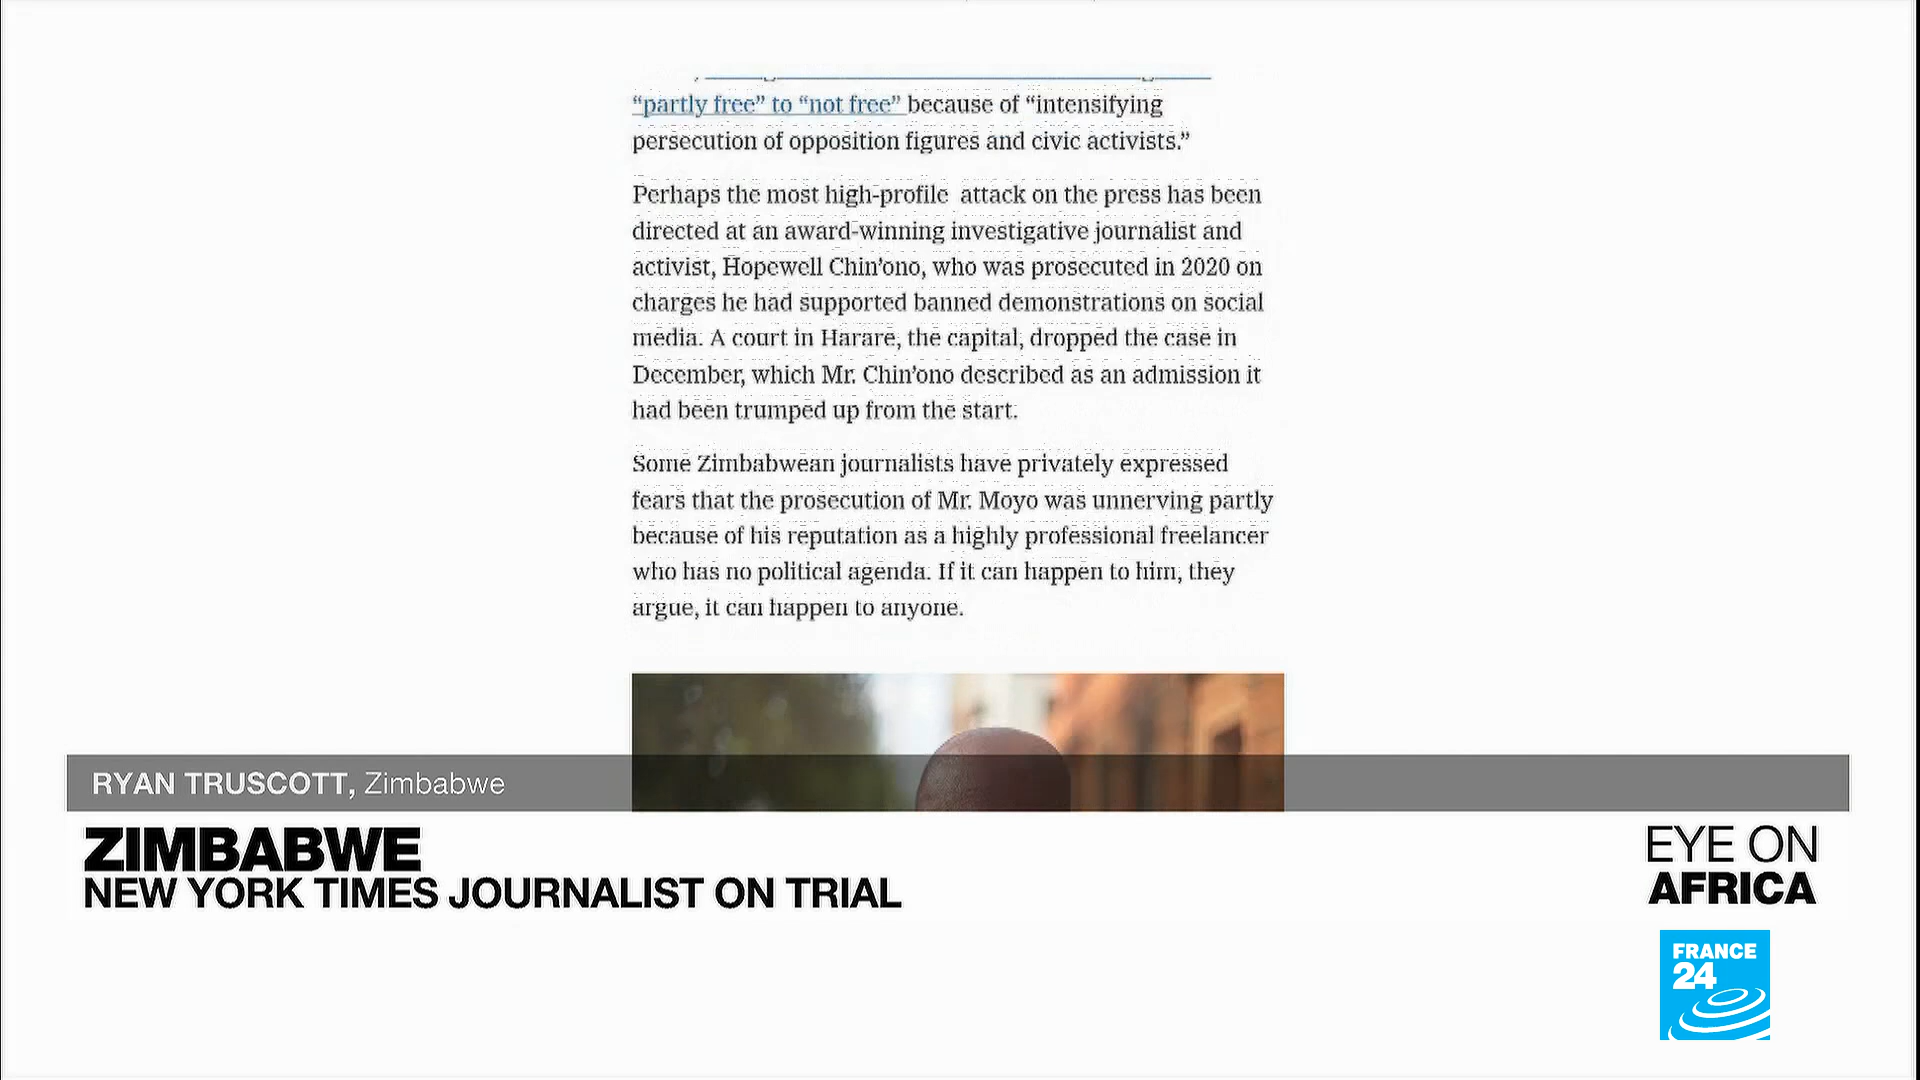 “partly free” to “not free” because of “intensifying
persecution of opposition figures and civic activists.”
Perhaps the most high-profile attack on the press has been
directed at an award-winning investigative journalist and
activist, Hopewell Chin’ono, who was prosecuted in 2020 on
charges he had supported banned demonstrations on social
media. A court in Harare, the capital, dropped the case in
December, which Mr. Chin’ono described as an admission it
had been trumped up from the start.
Some Zimbabwean journalists have privately expressed
fears that the prosecution of Mr. Moyo was unnerving partly
because of his reputation as a highly professional freelancer
who has no political agenda. If it can happen to him, they
argue, it can happen to anyone.
RYAN TRUSCOTT, Zimbabwe
ZIMBABWE
NEW YORK TIMES JOURNALIST ON TRIAL
EYE ON
AFRICA
FRANCE
24